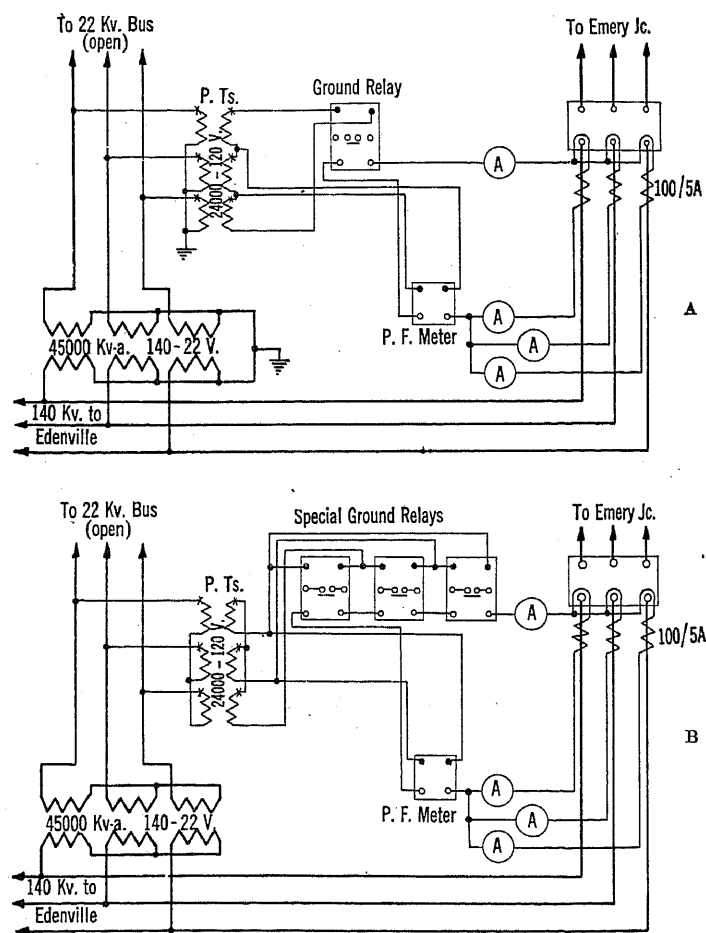 To 22 Kv. Bus
(open)
To Emery Jc.
Ground Relay
P. Ts.
24000-120 V.
A
100/5A
A
A
P. F. Meter
A
A
45000 Kv-a. 140-22 V.
A
140 Kv. to
Edenville
To 22 Kv. Bus
(open)
Special Ground Relays
To Emery Jc.
P. Ts.
24000-120 V.
A
100/5A
B
A
P. F. Meter
A
45000 Kv-a. 140-22 V.
A
140 Kv. to
Edenville